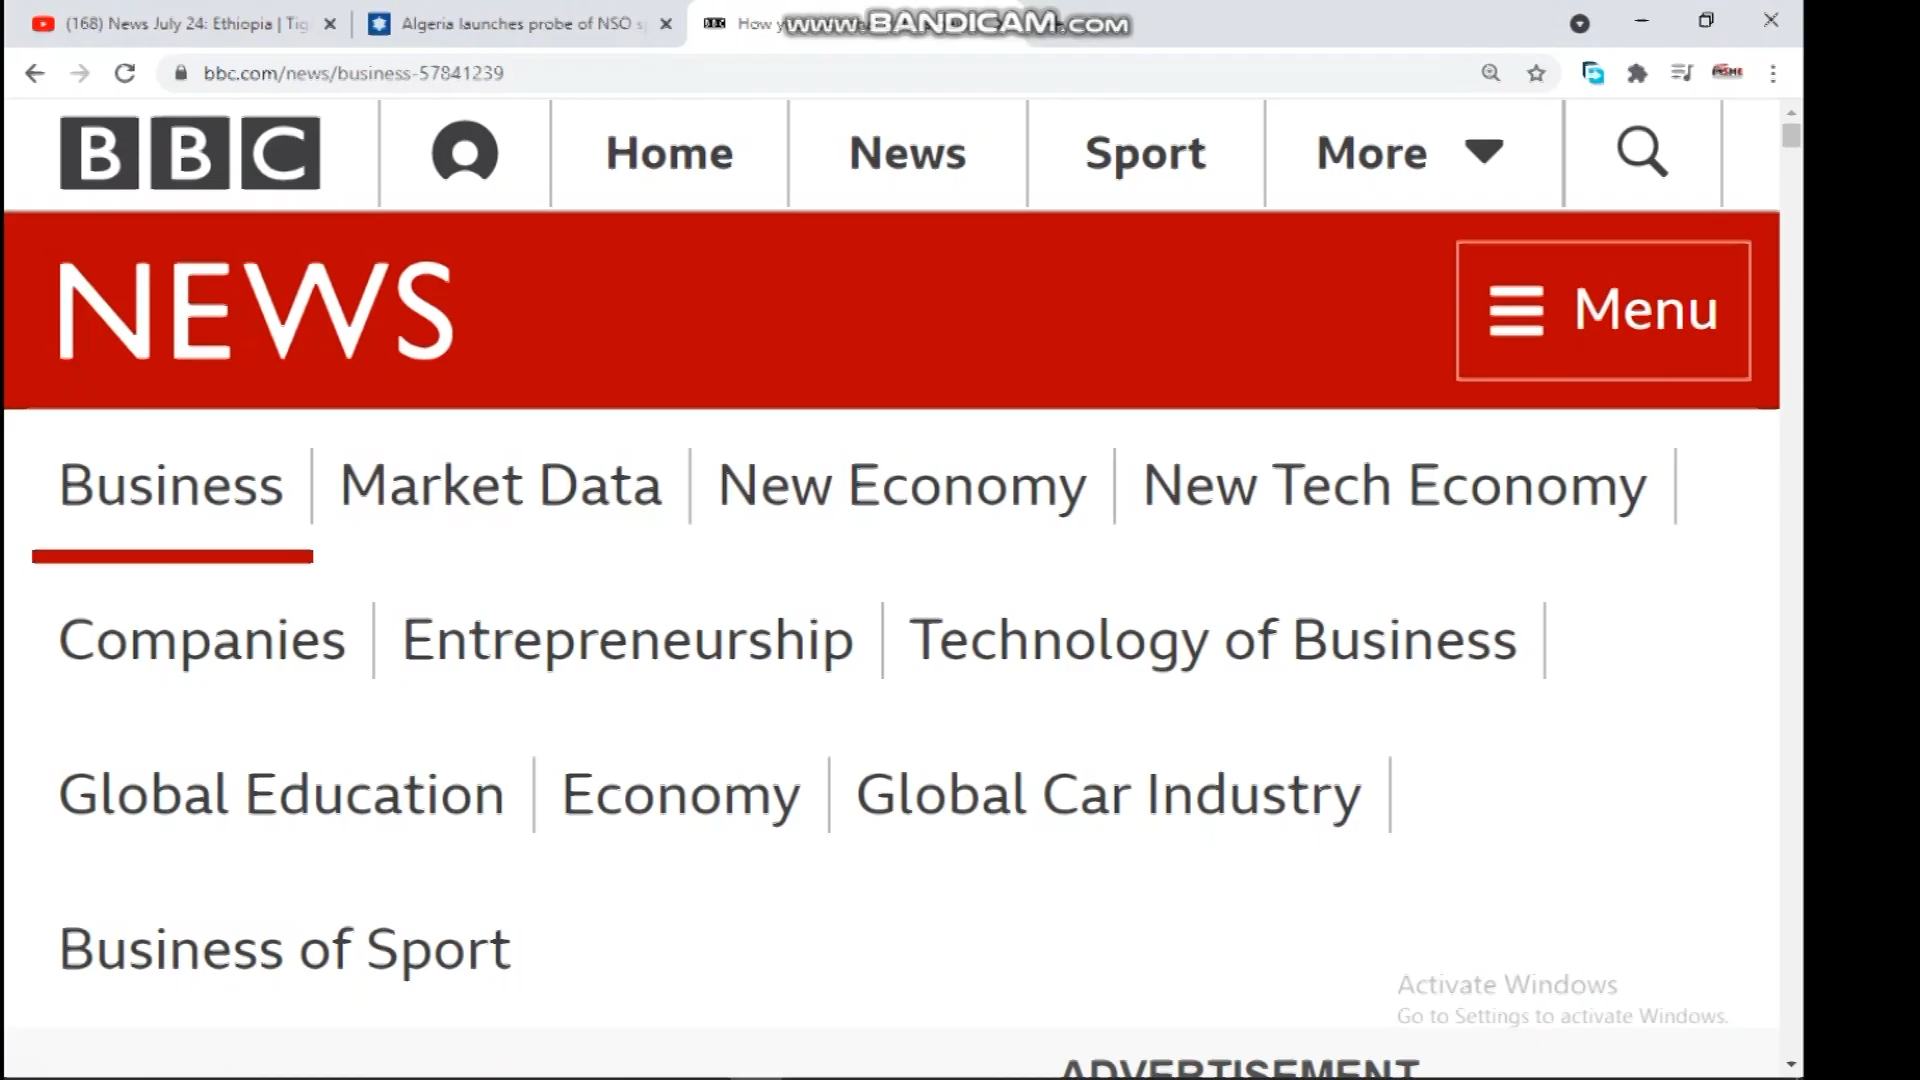 (168) News July 24: Ethiopia | Tig
Algeria launches probe of NSO s
How y
www.BANDICAM.com
bbc.com/news/business-57841239
BBC
Home
News
Sport
More
NEWS
Menu
Business
Market Data
New Economy
New Tech Economy
Companies
Entrepreneurship
Technology of Business
Global Education
Economy
Global Car Industry
Business of Sport
Activate Windows
Go to Settings to activate Windows.
ADVERTISEMENT